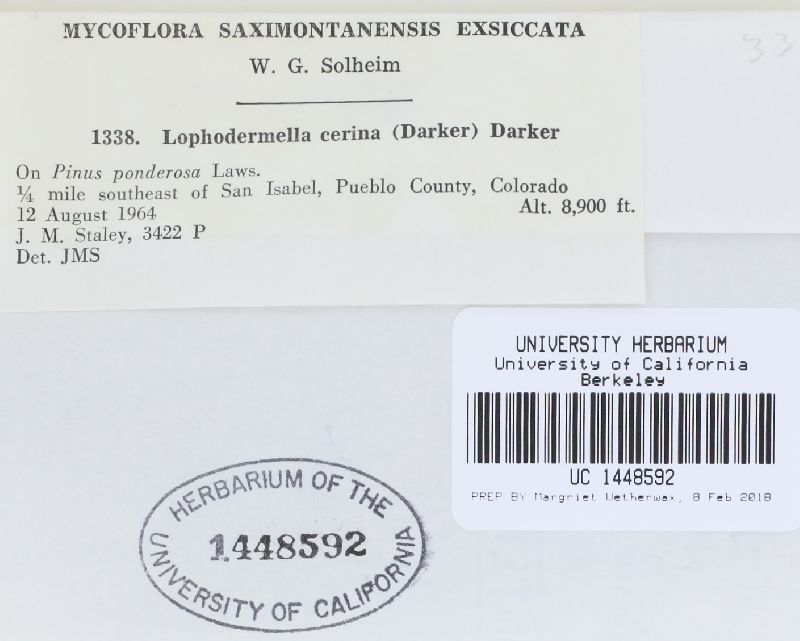 MYCOFLORA SAXIMONTANENSIS EXSICCATA
W. G. Solheim
1338. Lophodermella cerina (Darker) Darker
On Pinus ponderosa Laws.
¼ mile southeast of San Isabel, Pueblo County, Colorado
12 August 1964 Alt. 8,900 ft.
J. M. Staley, 3422 P
Det. JMS
33
UNIVERSITY HERBARIUM
University of California
Berkeley
UC 1448592
PREP BY Margriet Wetherwax, 8 Feb 2018
HERBARIUM OF THE
1448592
UNIVERSITY OF CALIFORNIA